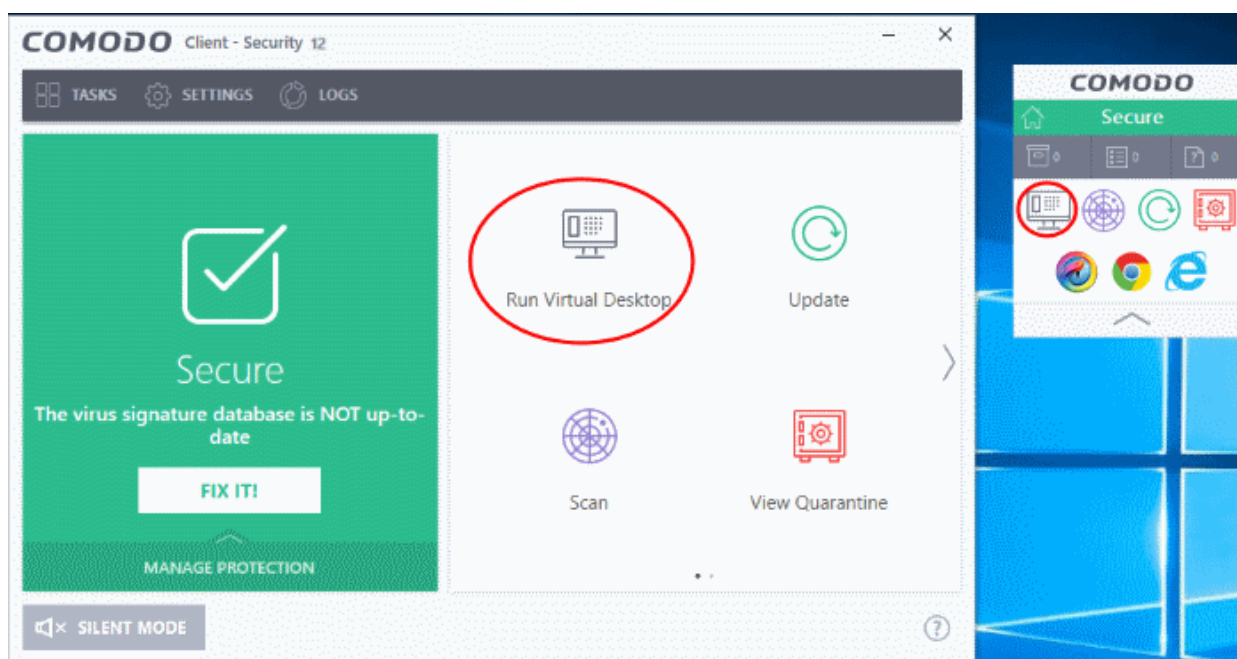 COMODO Client - Security 12
TASKS SETTINGS LOGS
Secure
The virus signature database is NOT up-to-
date
FIX IT!
MANAGE PROTECTION
Run Virtual Desktop
Update
Scan
View Quarantine
SILENT MODE
?
COMODO
Secure
0 0 ? 0